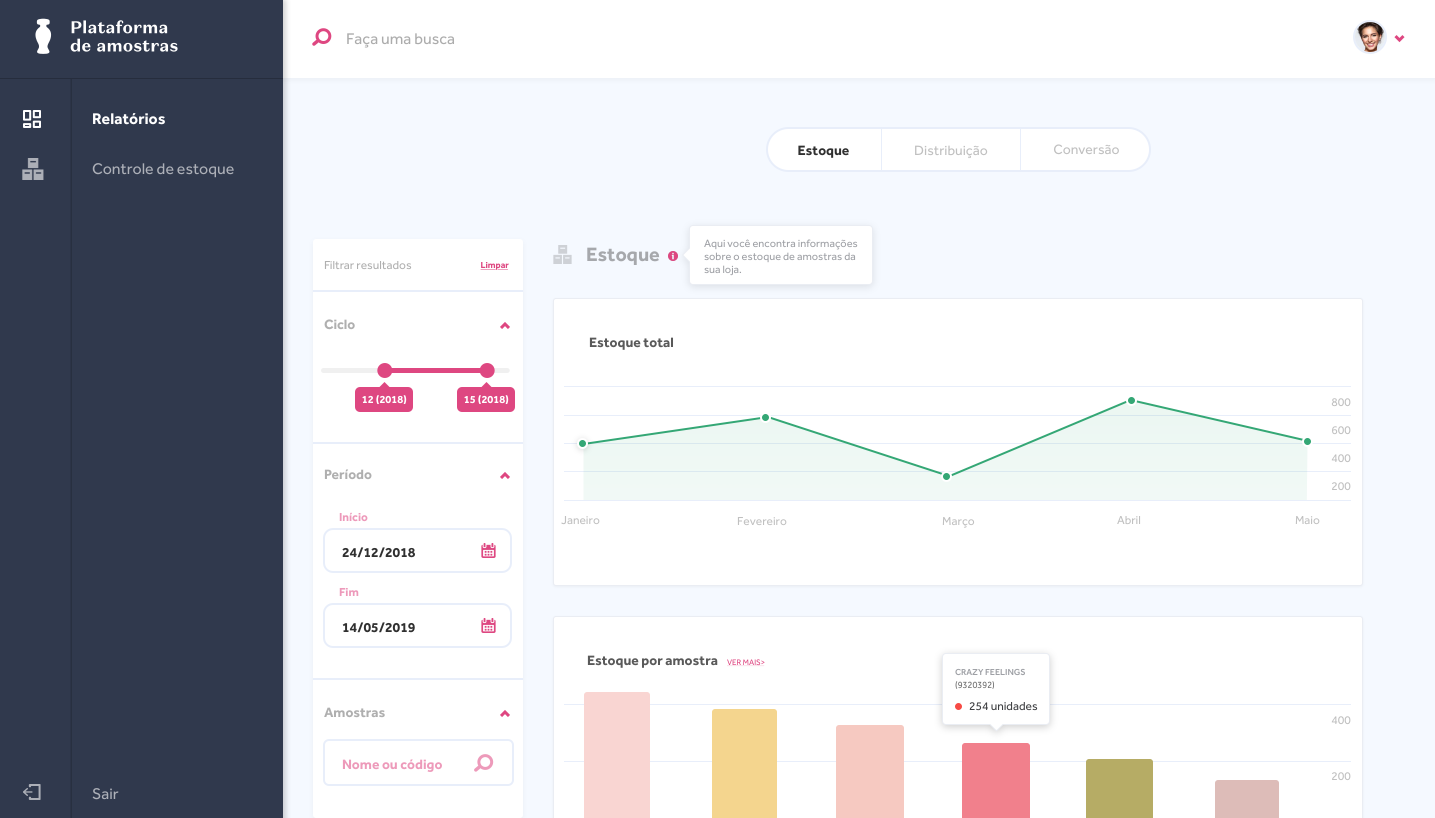 Plataforma
de amostras
Faça uma busca
Relatórios
Controle de estoque
Sair
Estoque
Distribuição
Conversão
Filtrar resultados
Limpar
Ciclo
12 (2018)
15 (2018)
Período
Início
24/12/2018
Fim
14/05/2019
Amostras
Nome ou código
Estoque
i
Aqui você encontra informações
sobre o estoque de amostras da
sua loja.
Estoque total
800
600
400
200
Janeiro
Fevereiro
Março
Abril
Maio
Estoque por amostra
VER MAIS>
CRAZY FEELINGS
(9320392)
254 unidades
400
200